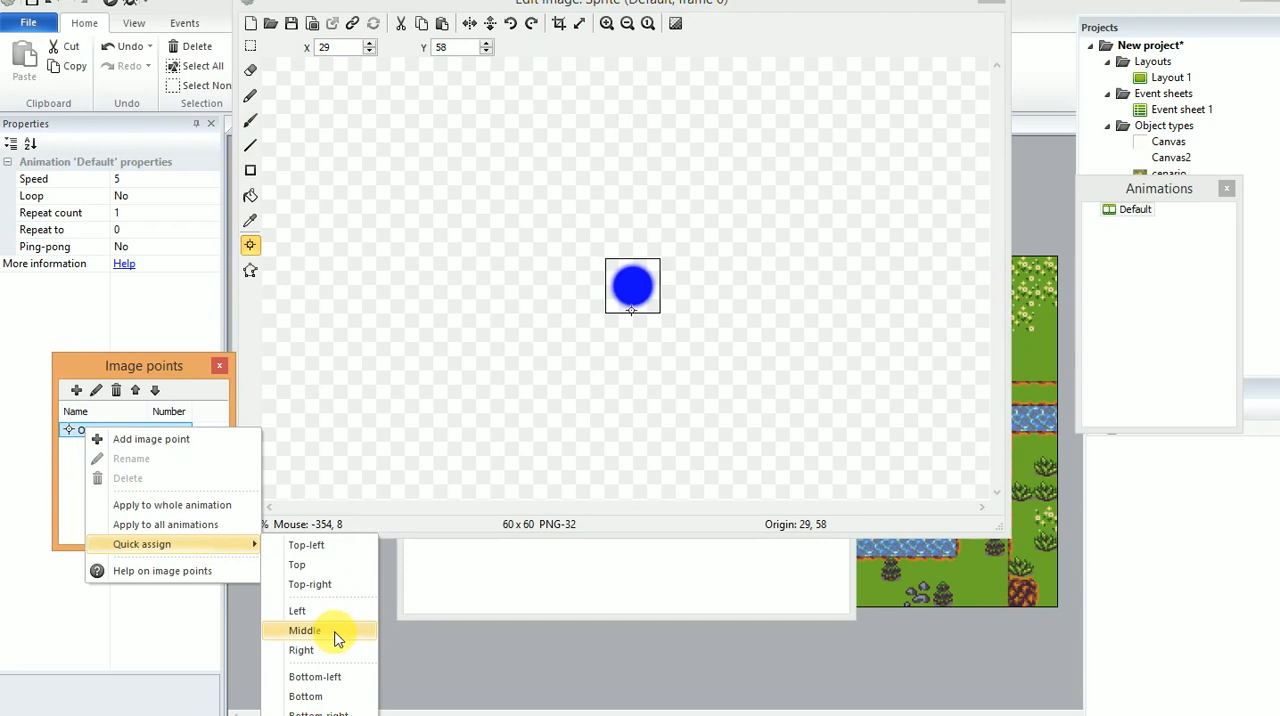 Edit image: Sprite (Default, frame 0)
File
Home
View
Events
Cut
Undo
Delete
Paste
Copy
Redo
Select All
Select Non
Clipboard
Undo
Selection
X
29
Y
58
Projects
New project*
Layouts
Layout 1
Event sheets
Event sheet 1
Object types
Canvas
Canvas2
cenario
Properties
Animation 'Default' properties
Speed 5
Loop No
Repeat count 1
Repeat to 0
Ping-pong No
More information Help
Animations
Default
Image points
Name Number
O
Add image point
Rename
Delete
Apply to whole animation
Apply to all animations
Quick assign
Help on image points
Top-left
Top
Top-right
Left
Middle
Right
Bottom-left
Bottom
Bottom-right
% Mouse: -354, 8
60 x 60 PNG-32
Origin: 29, 58